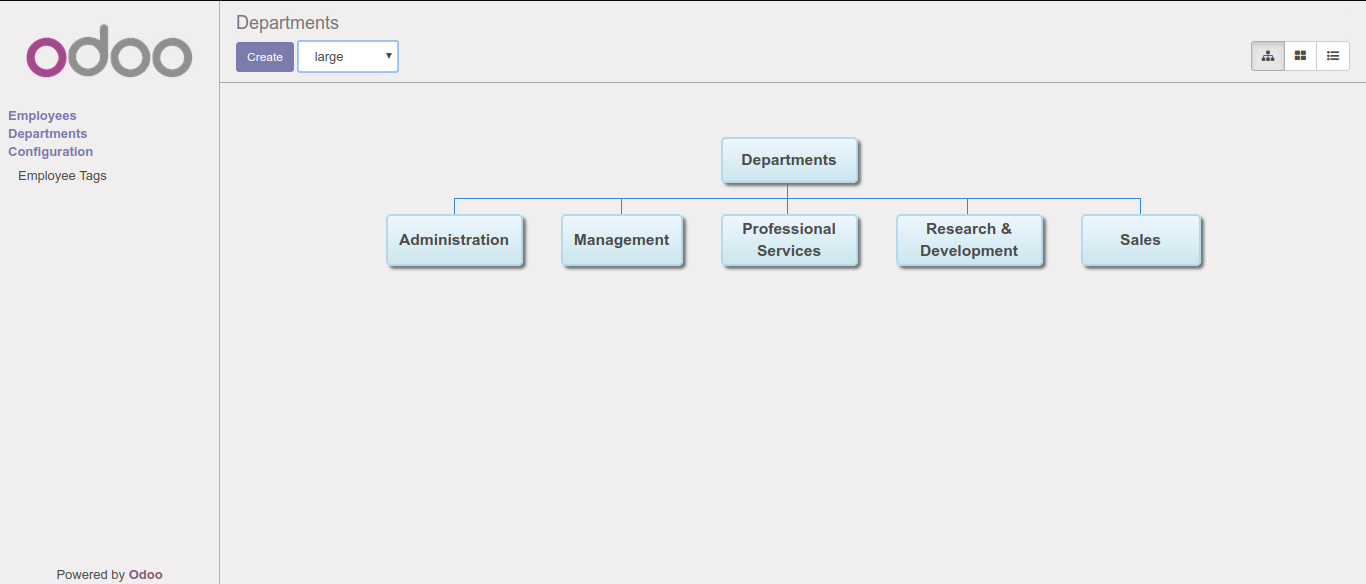 odoo
Employees
Departments
Configuration
Employee Tags
Powered by Odoo
Departments
Create
large
Departments
Administration
Management
Professional
Services
Research &
Development
Sales